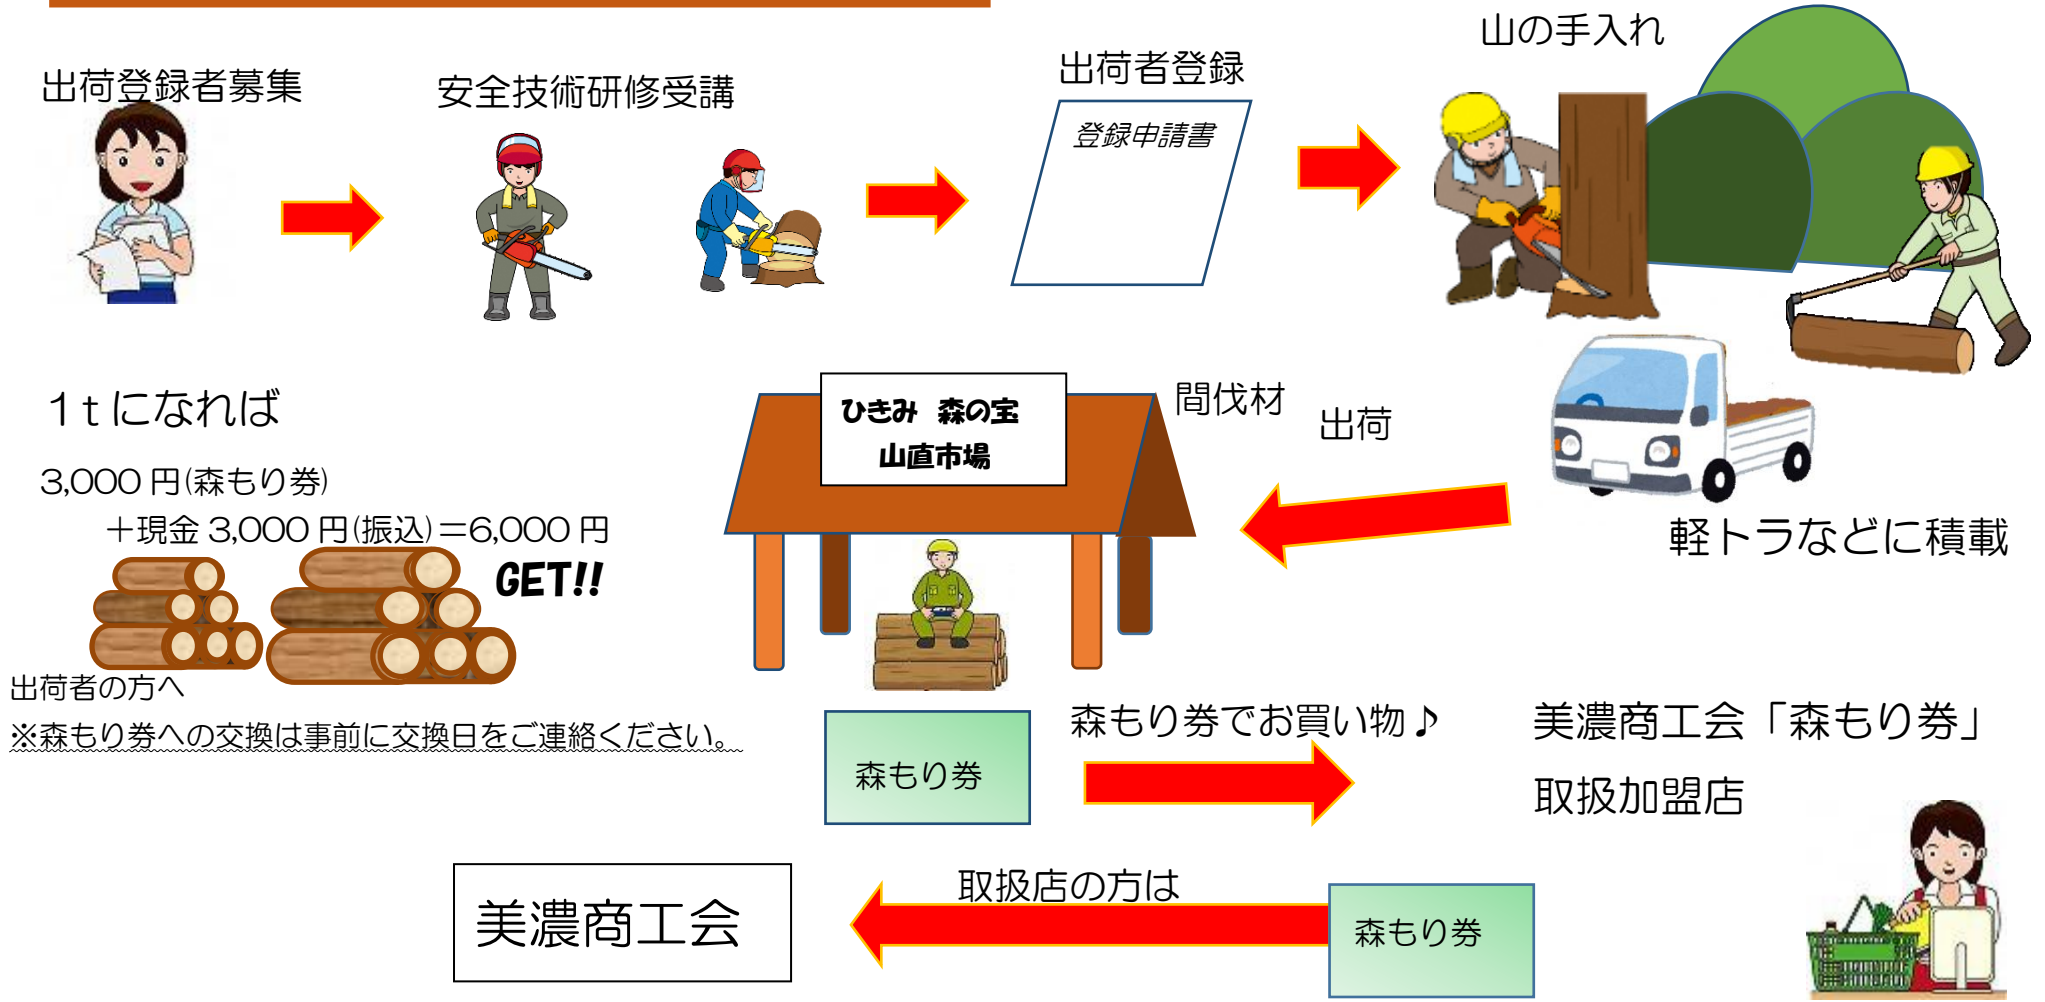 出荷登録者募集
安全技術研修受講
出荷者登録
登録申請書
山の手入れ
1tになれば
3,000円(森もり券)
＋現金3,000円(振込)＝6,000円
GET!!
ひきみ 森の宝
山直市場
間伐材
出荷
軽トラなどに積載
出荷者の方へ
※森もり券への交換は事前に交換日をご連絡ください。
森もり券
森もり券でお買い物♪
美濃商工会「森もり券」
取扱加盟店
美濃商工会
取扱店の方は
森もり券